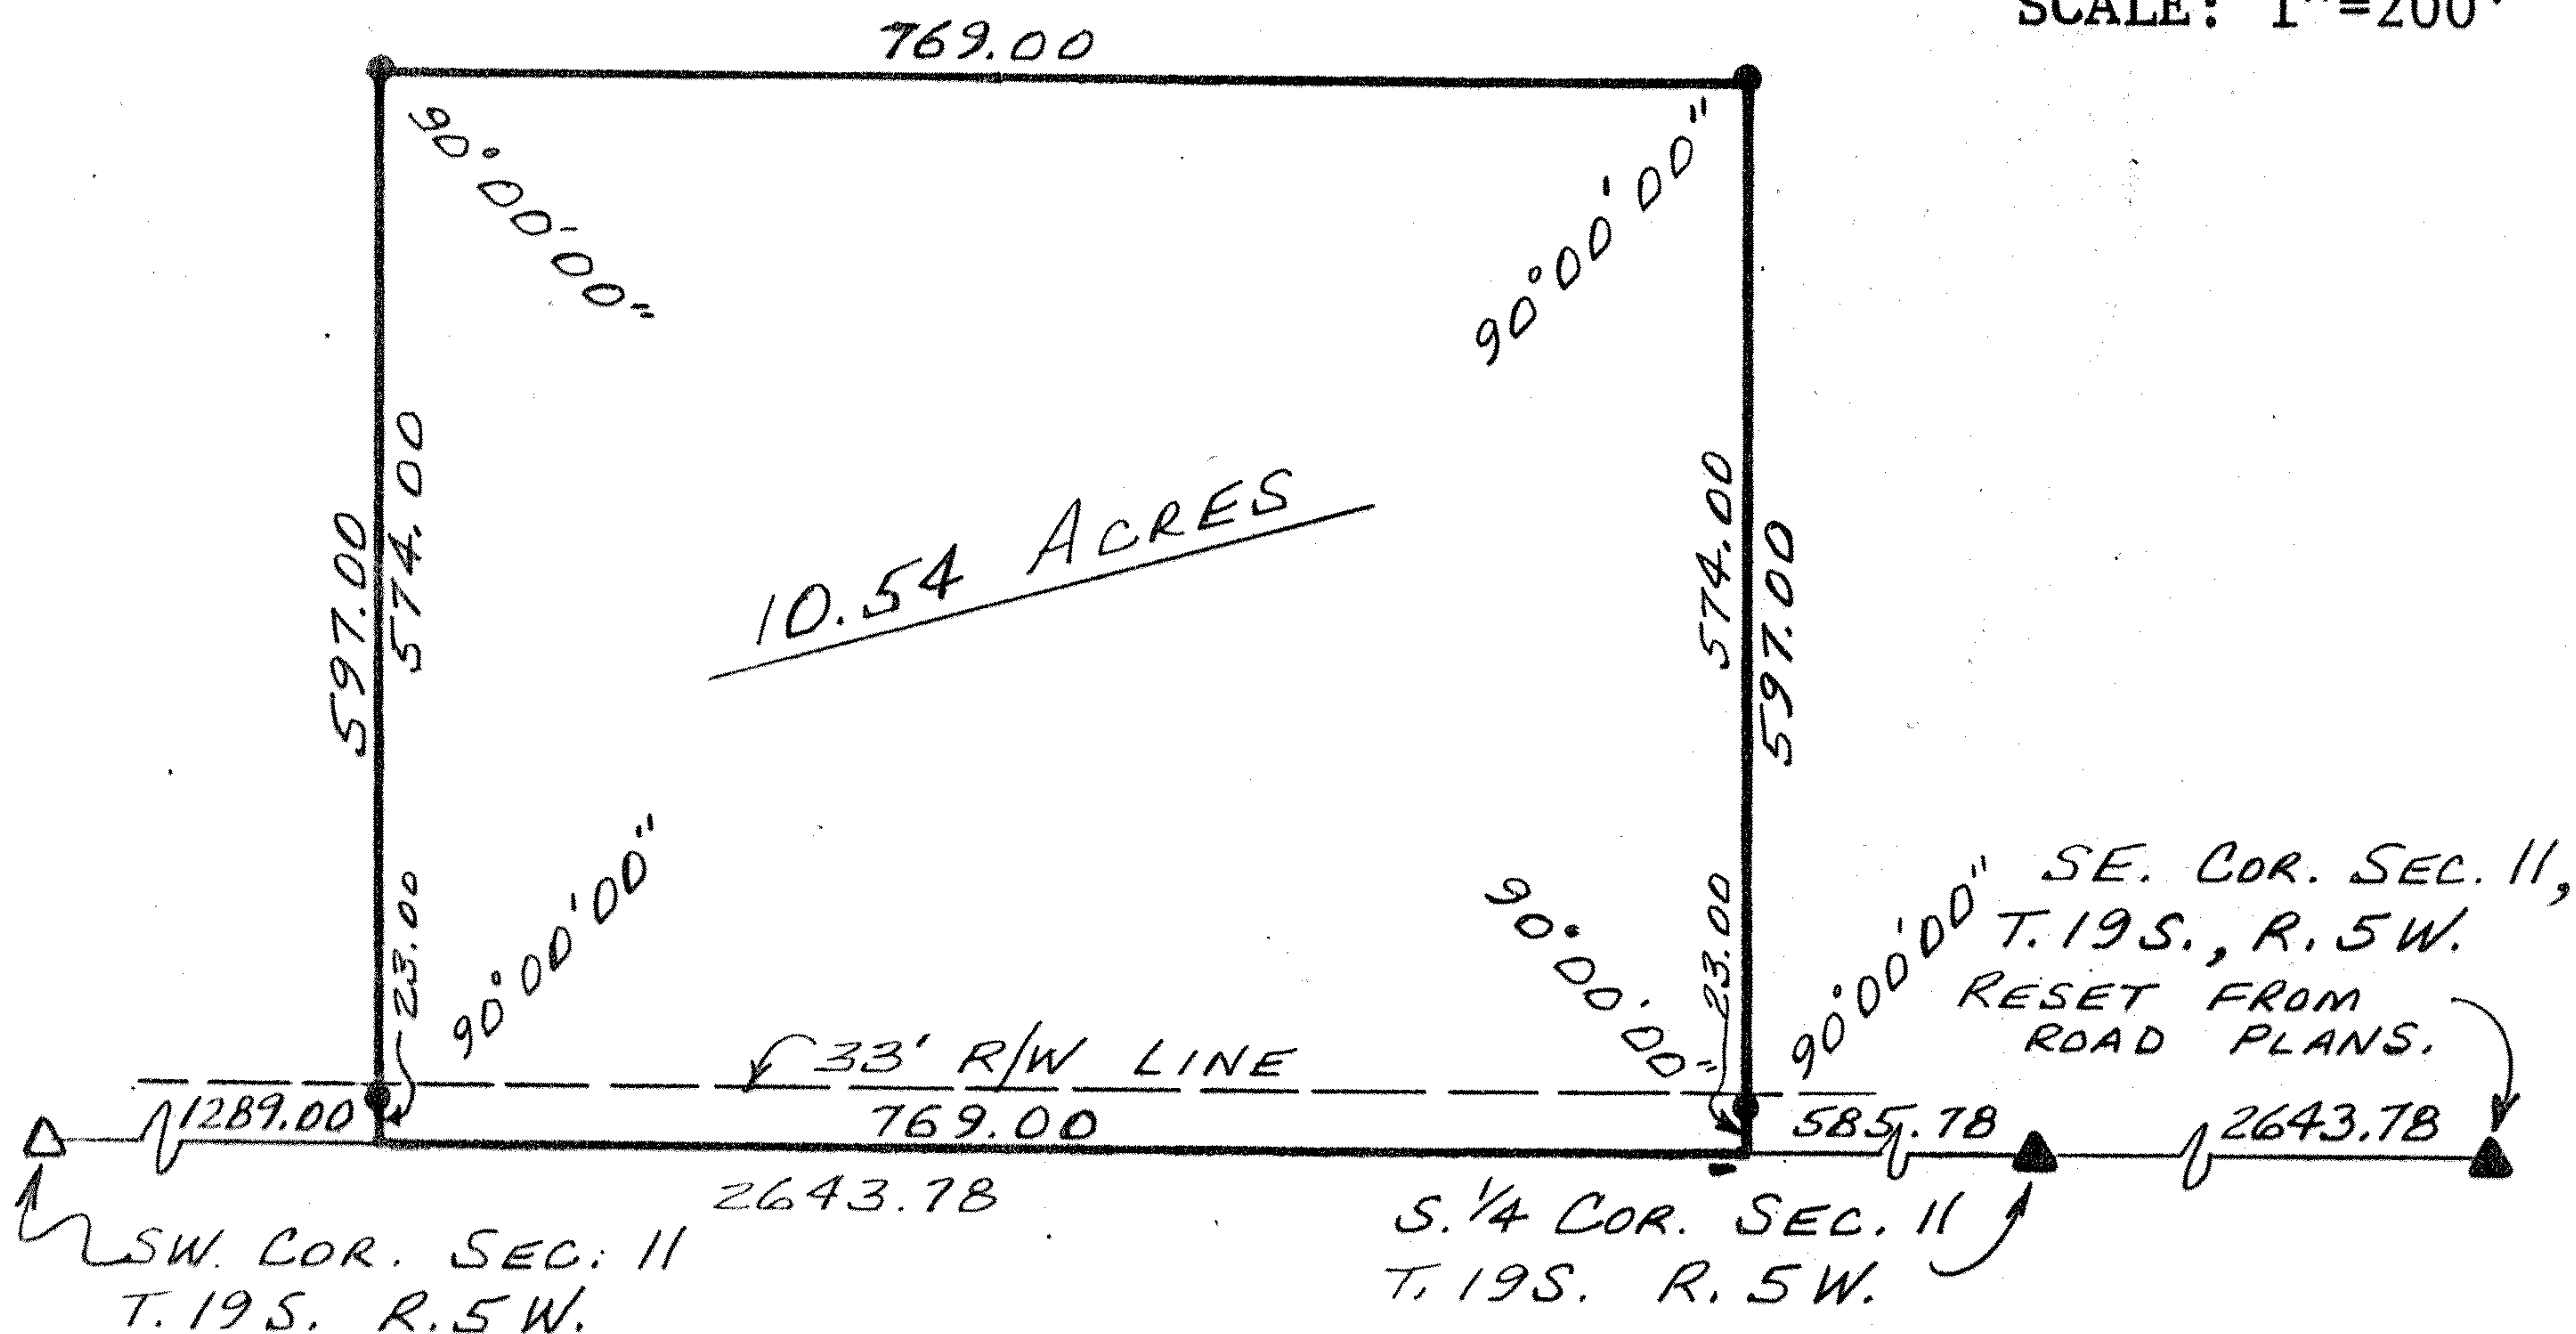 SCALE: 1"=200'
769.00
90°00'00"
90°00'00"
597.00
574.00
10.54 ACRES
574.00
597.00
23.00
90°00'00"
90°00'00"
23.00
90°00'00"
SE. COR. SEC. 11,
T. 19 S., R. 5 W.
RESET FROM
ROAD PLANS.
33' R/W LINE
1289.00
769.00
585.78
2643.78
2643.78
SW. COR. SEC. 11
T. 19 S. R. 5 W.
S. 1/4 COR. SEC. 11
T. 19S. R. 5 W.